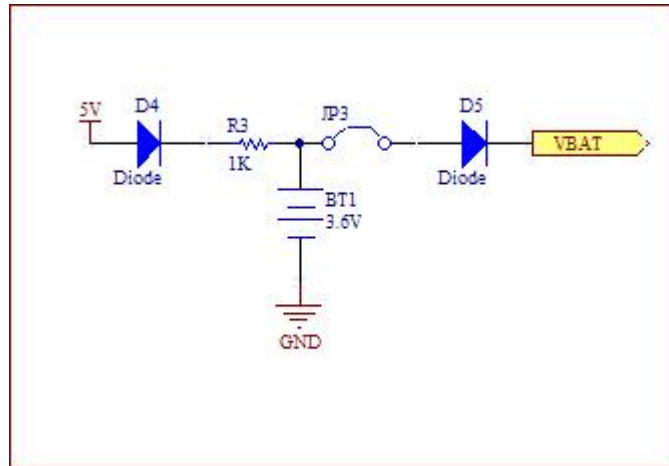 5V
D4
Diode
R3
1K
JP3
BT1
3.6V
GND
D5
Diode
VBAT